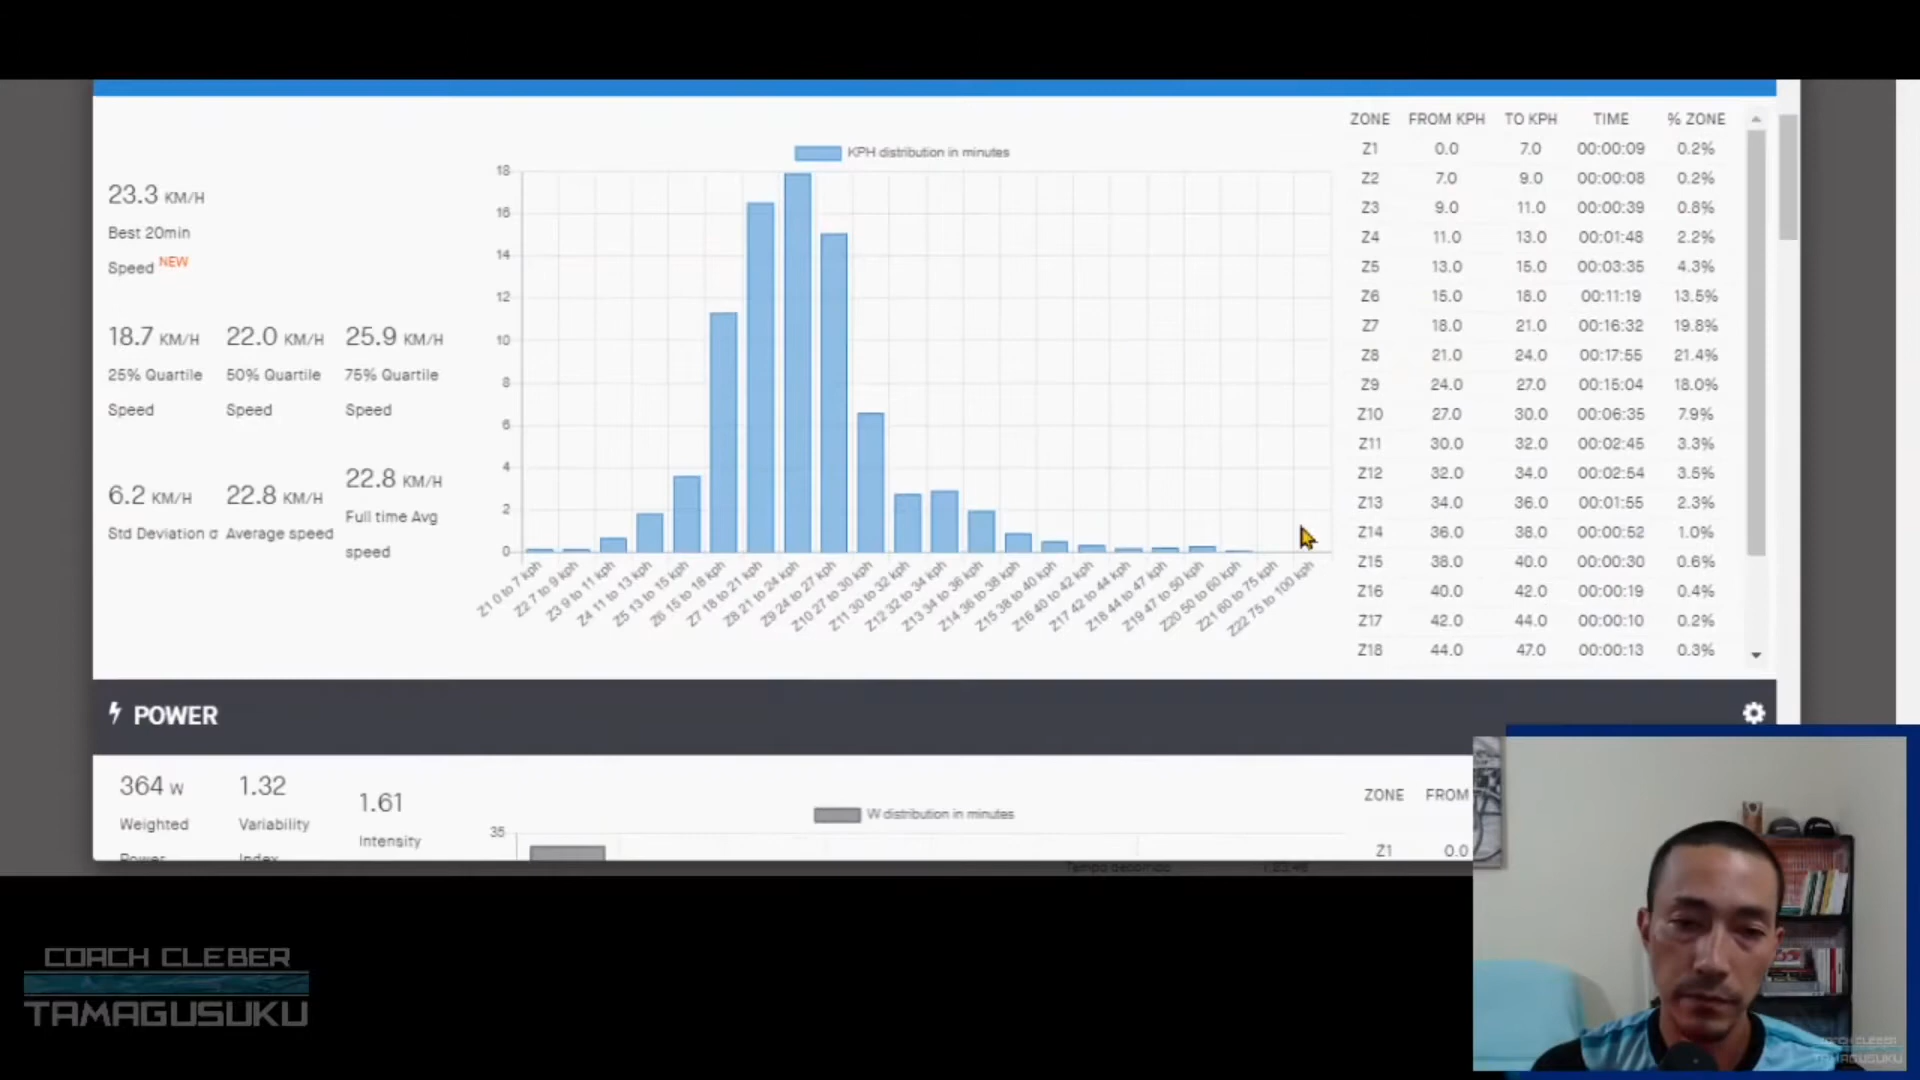 23.3 KM/H
Best 20min
Speed NEW
18.7 KM/H 22.0 KM/H 25.9 KM/H
25% Quartile 50% Quartile 75% Quartile
Speed Speed Speed
6.2 KM/H 22.8 KM/H 22.8 KM/H
Std Deviation σ Average speed Full time Avg
speed
KPH distribution in minutes
18
16
14
12
10
8
6
4
2
0
Z1 0 to 7 kph
Z2 7 to 9 kph
Z3 9 to 11 kph
Z4 11 to 13 kph
Z5 13 to 15 kph
Z6 15 to 18 kph
Z7 18 to 21 kph
Z8 21 to 24 kph
Z9 24 to 27 kph
Z10 27 to 30 kph
Z11 30 to 32 kph
Z12 32 to 34 kph
Z13 34 to 36 kph
Z14 36 to 38 kph
Z15 38 to 40 kph
Z16 40 to 42 kph
Z17 42 to 44 kph
Z18 44 to 47 kph
Z19 47 to 50 kph
Z20 50 to 60 kph
Z21 60 to 75 kph
Z22 75 to 100 kph
ZONE FROM KPH TO KPH TIME % ZONE
Z1 0.0 7.0 00:00:09 0.2%
Z2 7.0 9.0 00:00:08 0.2%
Z3 9.0 11.0 00:00:39 0.8%
Z4 11.0 13.0 00:01:48 2.2%
Z5 13.0 15.0 00:03:35 4.3%
Z6 15.0 18.0 00:11:19 13.5%
Z7 18.0 21.0 00:16:32 19.8%
Z8 21.0 24.0 00:17:55 21.4%
Z9 24.0 27.0 00:15:04 18.0%
Z10 27.0 30.0 00:06:35 7.9%
Z11 30.0 32.0 00:02:45 3.3%
Z12 32.0 34.0 00:02:54 3.5%
Z13 34.0 36.0 00:01:55 2.3%
Z14 36.0 38.0 00:00:52 1.0%
Z15 38.0 40.0 00:00:30 0.6%
Z16 40.0 42.0 00:00:19 0.4%
Z17 42.0 44.0 00:00:10 0.2%
Z18 44.0 47.0 00:00:13 0.3%
POWER
364 W 1.32 1.61
Weighted Variability Intensity
Power Index
W distribution in minutes
35
ZONE FROM
Z1 0.0
Tempo decorrido
COACH CLEBER
TAMAGUSUKU
COACH CLEBER
TAMAGUSUKU